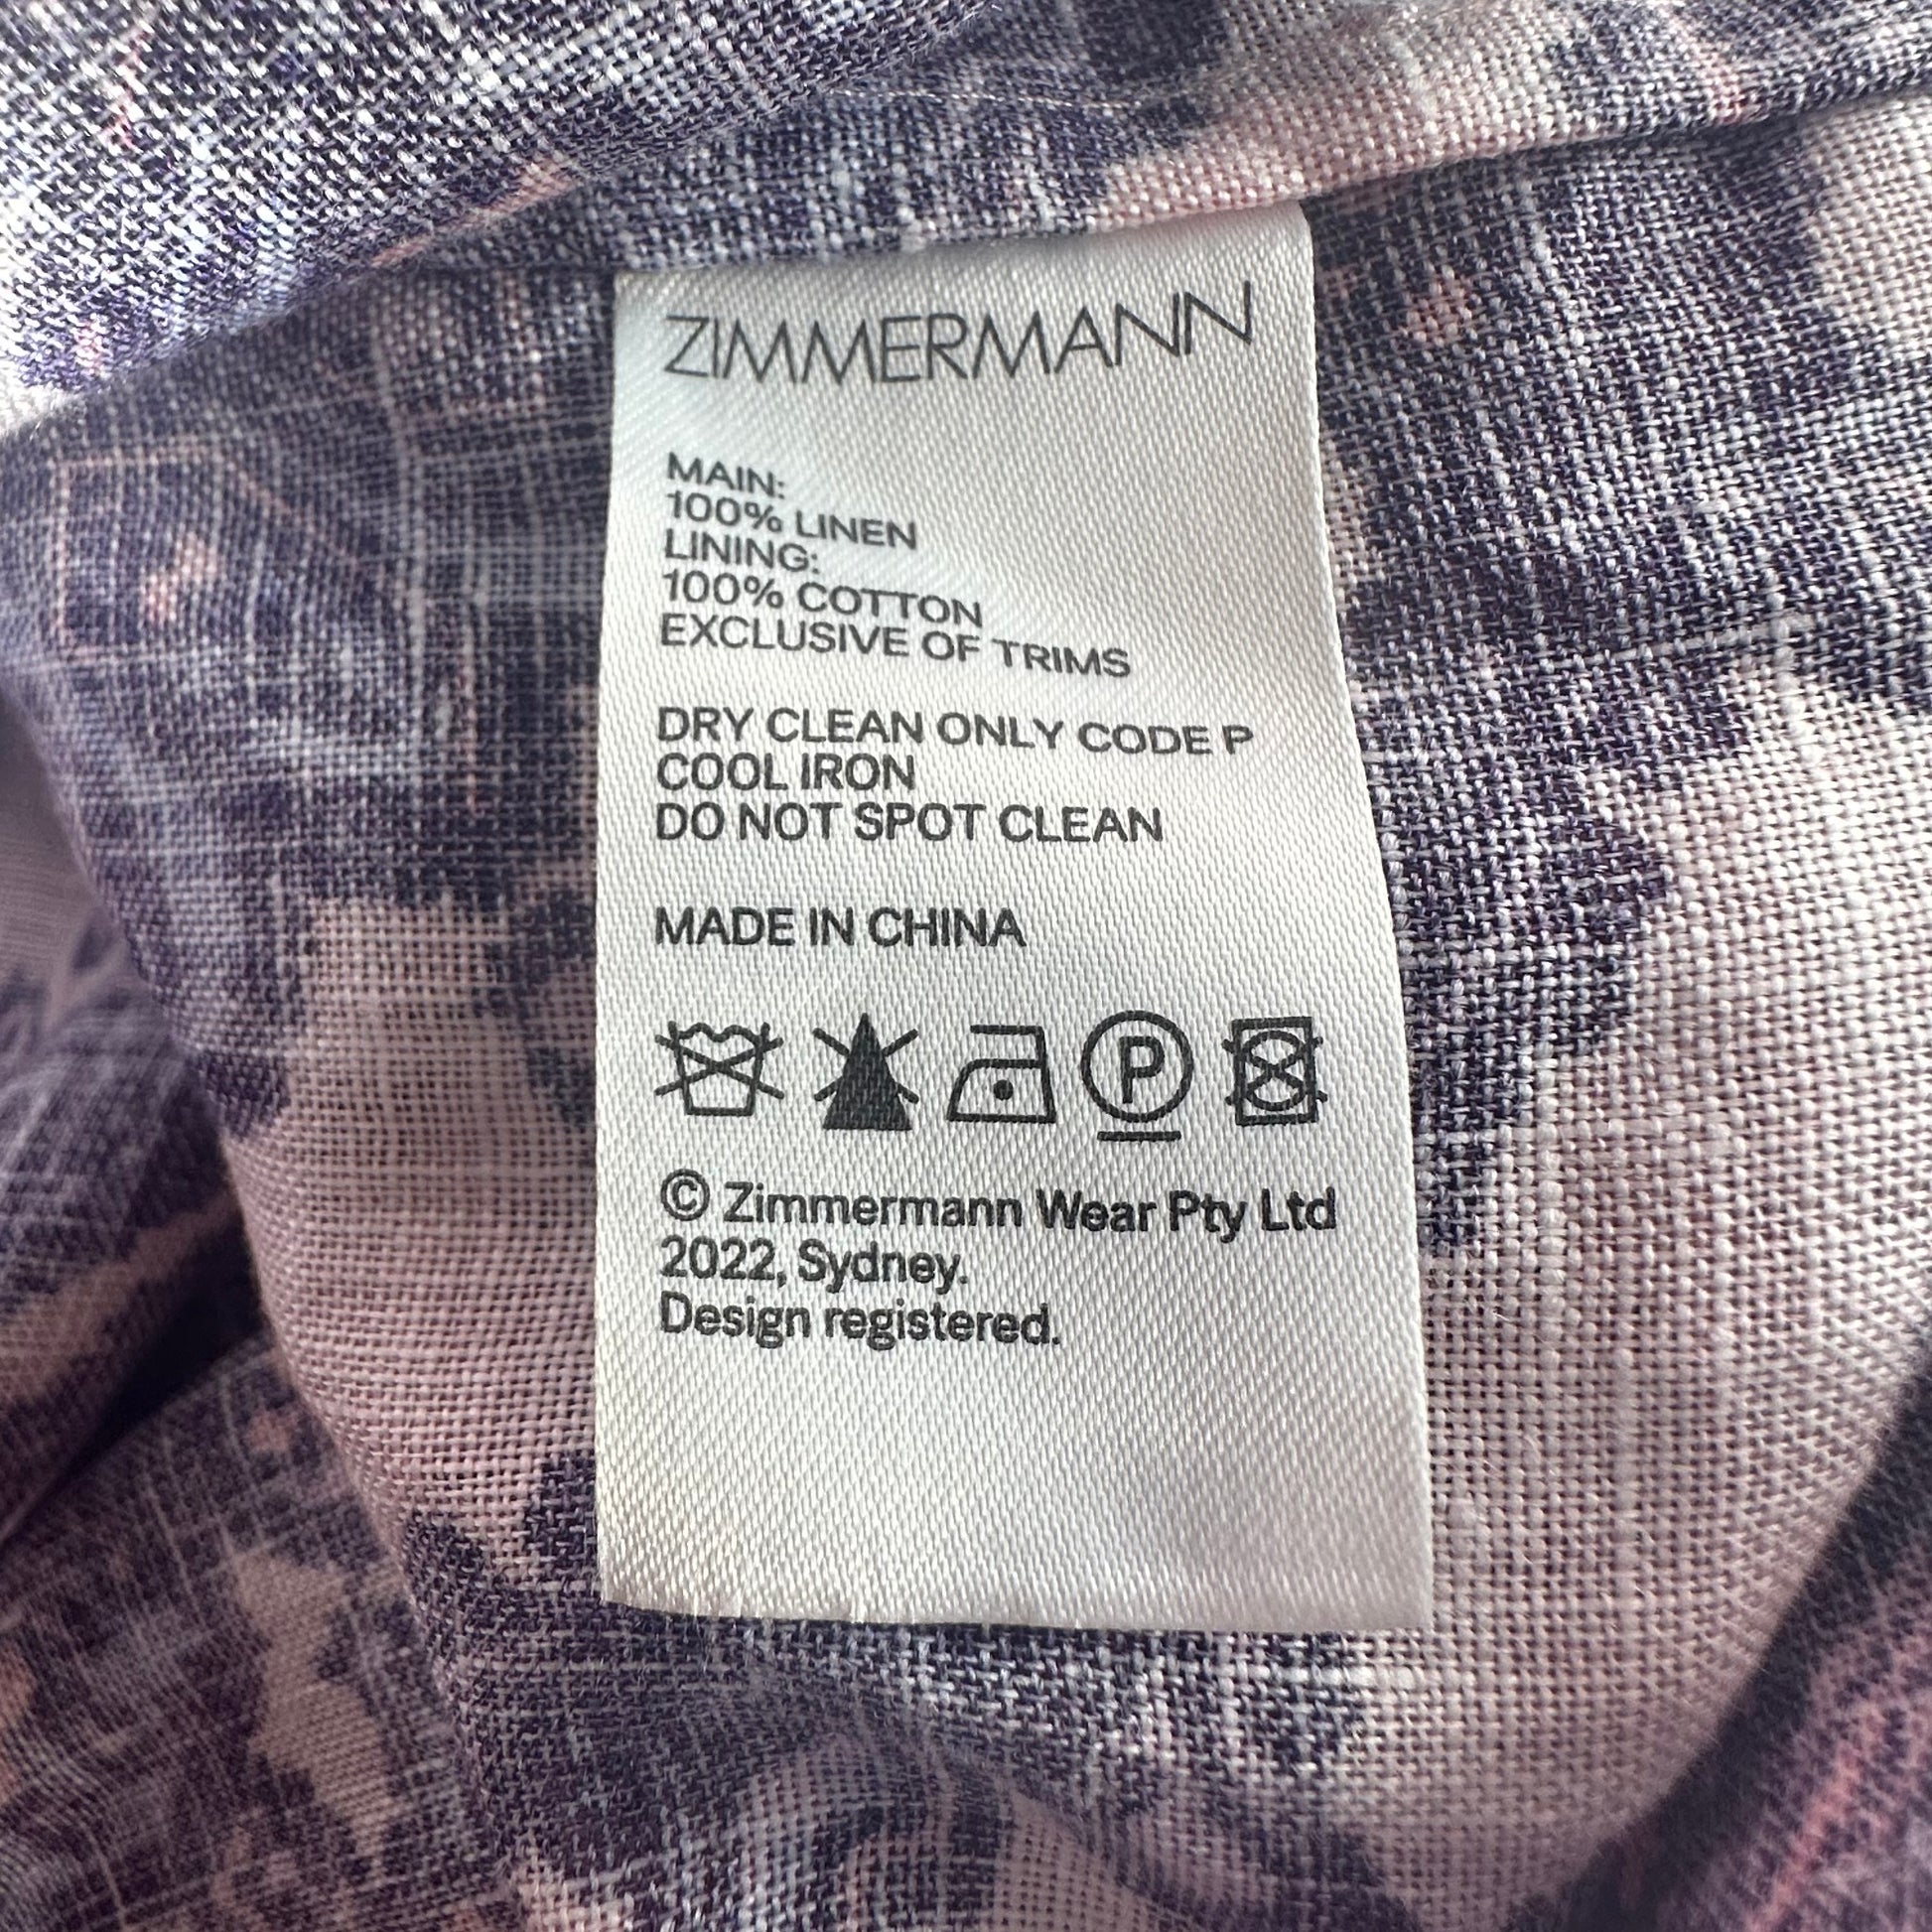 ZIMMERMANN
MAIN:
100% LINEN
LINING:
100% COTTON
EXCLUSIVE OF TRIMS
DRY CLEAN ONLY CODE P
COOL IRON
DO NOT SPOT CLEAN
MADE IN CHINA
P
© Zimmermann Wear Pty Ltd
2022, Sydney.
Design registered.